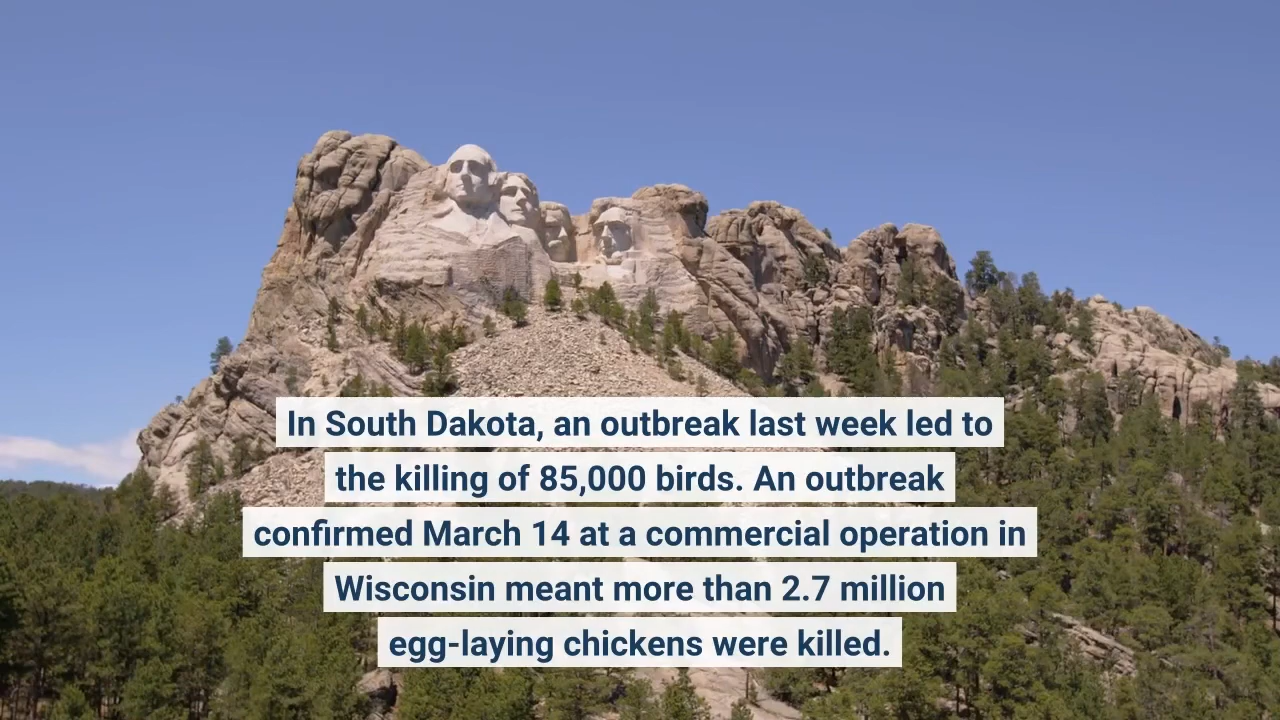 In South Dakota, an outbreak last week led to
the killing of 85,000 birds. An outbreak
confirmed March 14 at a commercial operation in
Wisconsin meant more than 2.7 million
egg-laying chickens were killed.